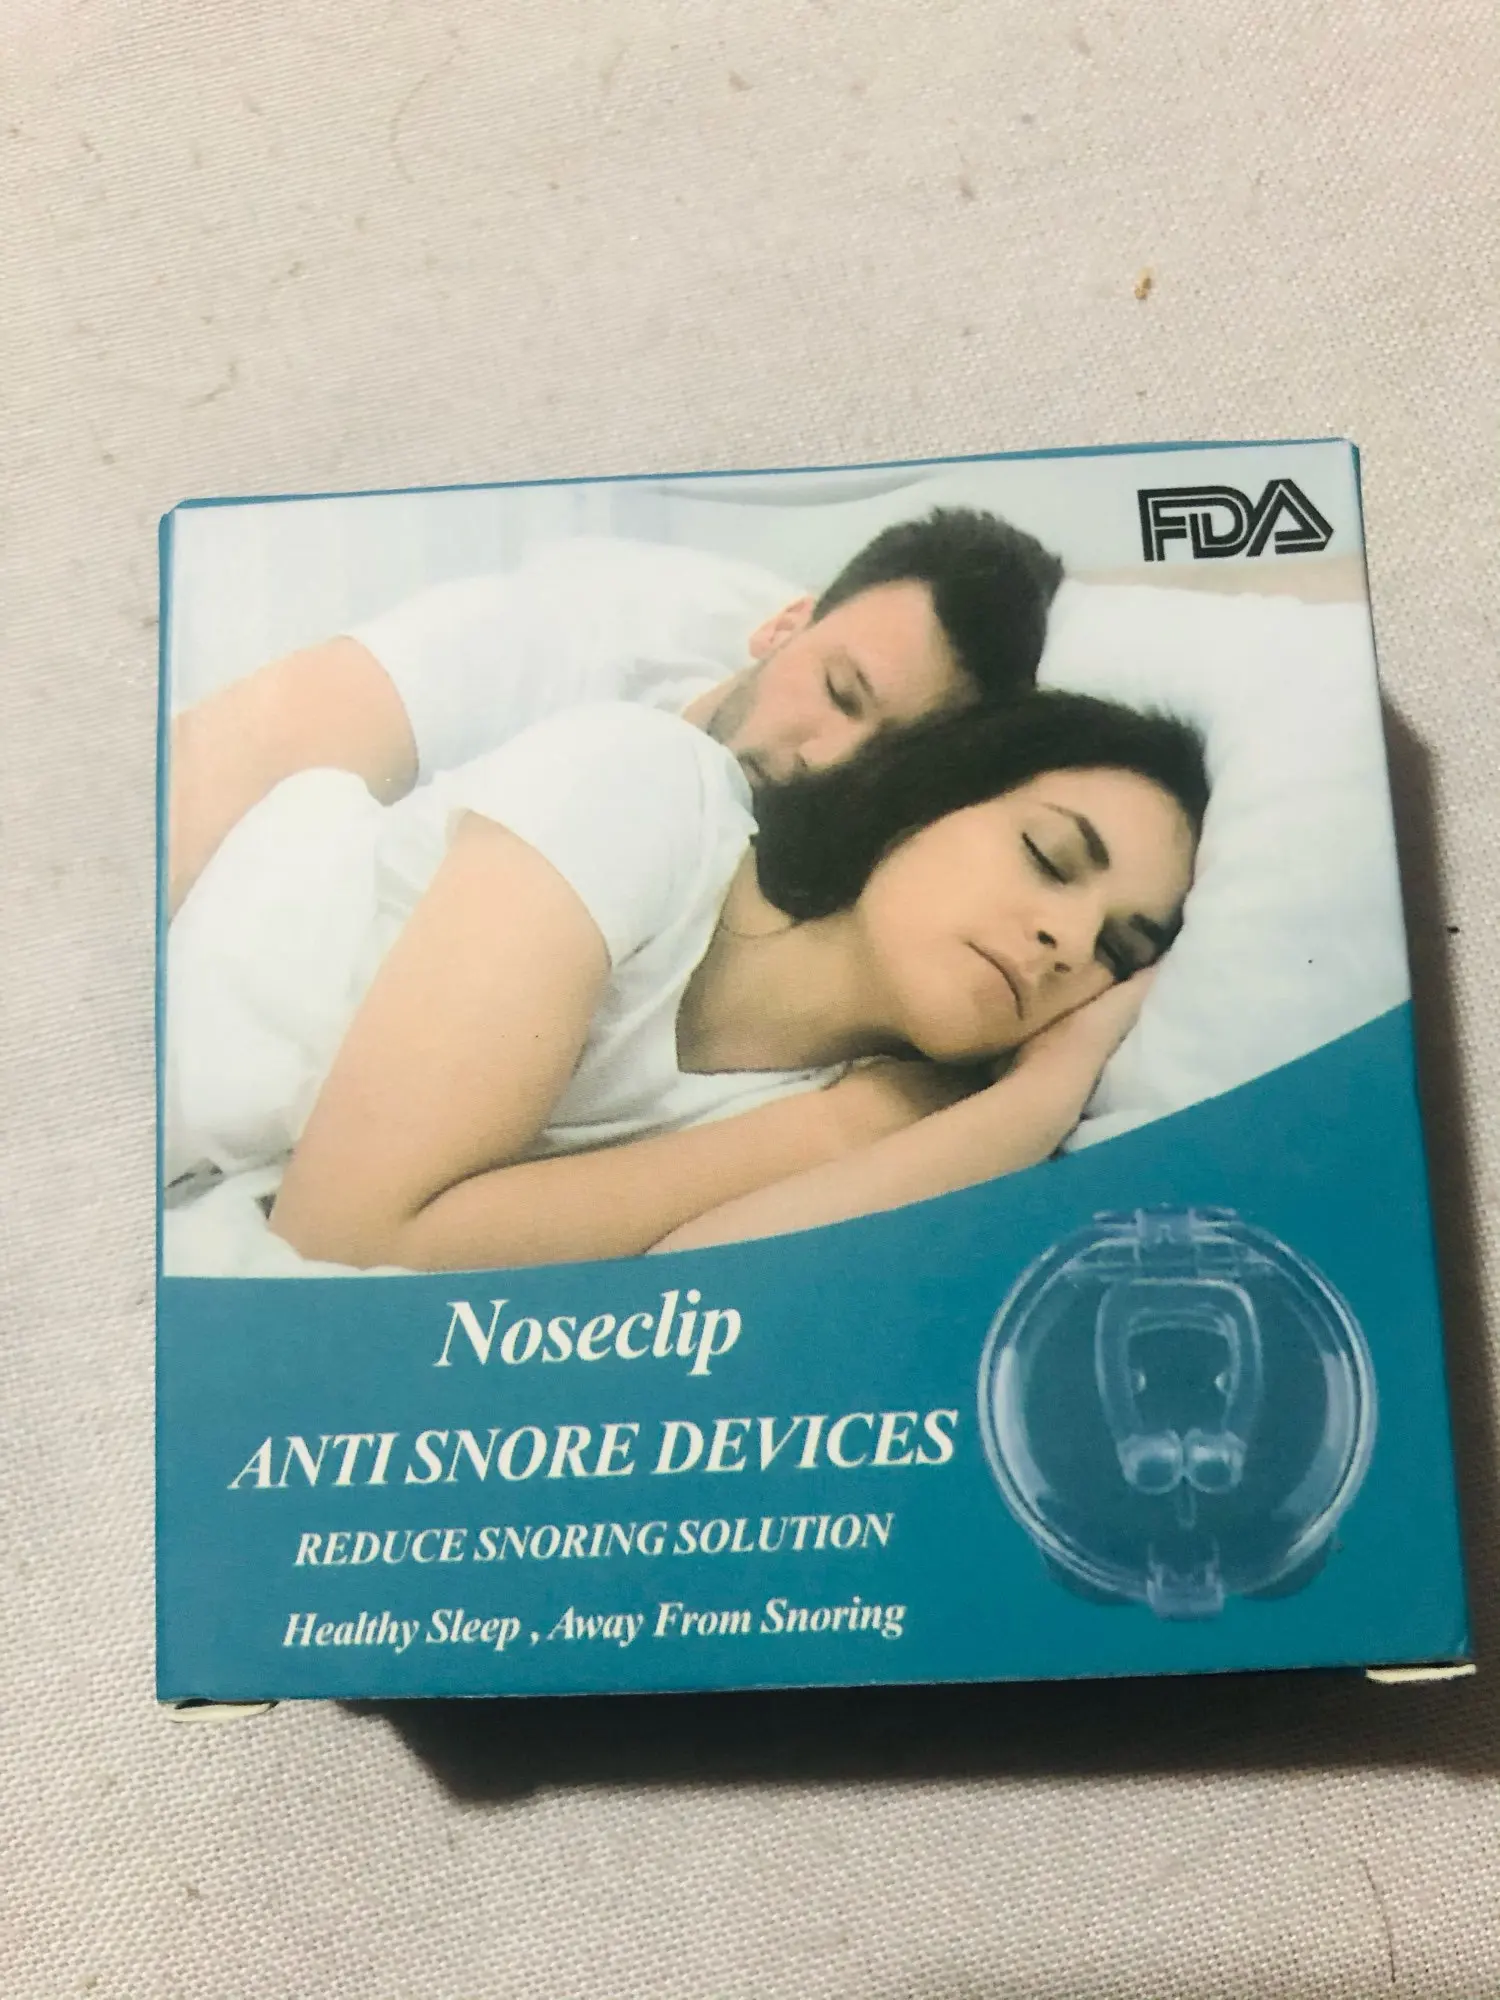 FDA
Noseclip
ANTI SNORE DEVICES
REDUCE SNORING SOLUTION
Healthy Sleep , Away From Snoring